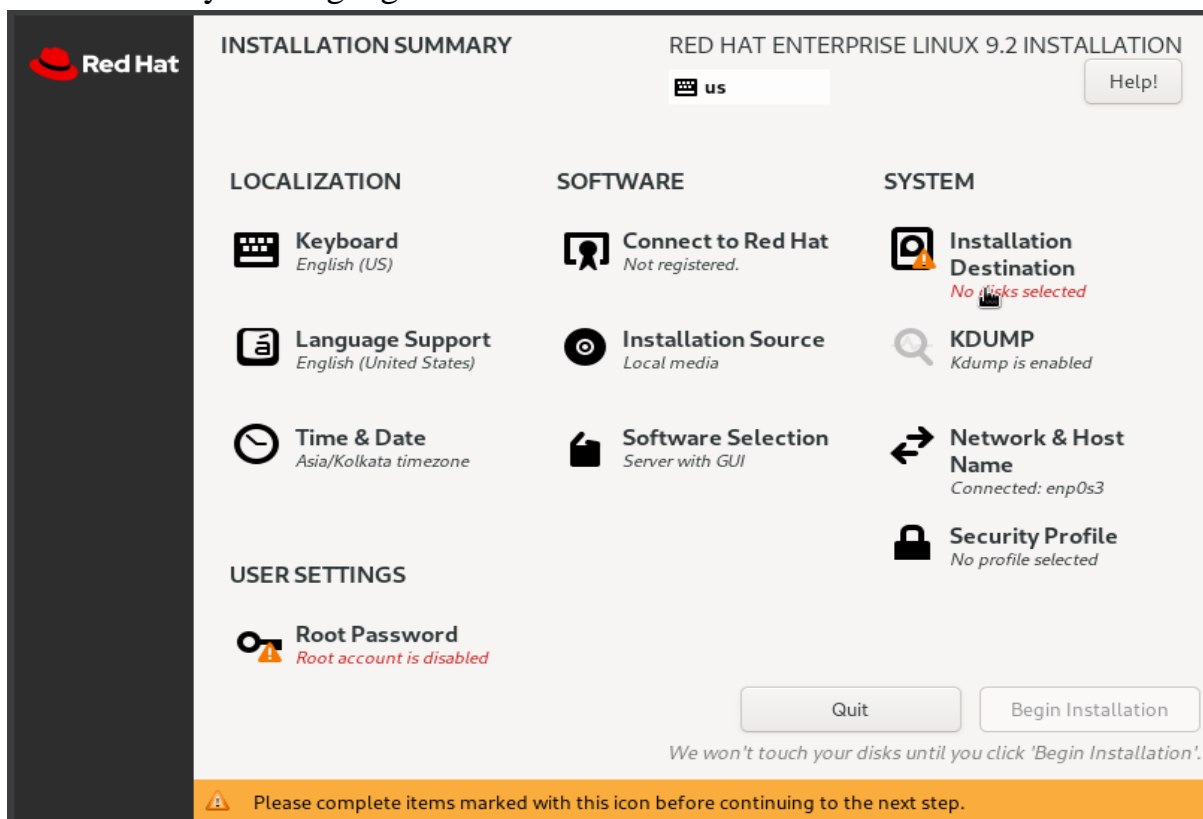 Red Hat
INSTALLATION SUMMARY
RED HAT ENTERPRISE LINUX 9.2 INSTALLATION
us
Help!
LOCALIZATION
Keyboard
English (US)
Language Support
English (United States)
Time & Date
Asia/Kolkata timezone
SOFTWARE
Connect to Red Hat
Not registered.
Installation Source
Local media
Software Selection
Server with GUI
SYSTEM
Installation
Destination
No disks selected
KDUMP
Kdump is enabled
Network & Host
Name
Connected: enp0s3
Security Profile
No profile selected
USER SETTINGS
Root Password
Root account is disabled
Quit
Begin Installation
We won't touch your disks until you click 'Begin Installation'.
Please complete items marked with this icon before continuing to the next step.